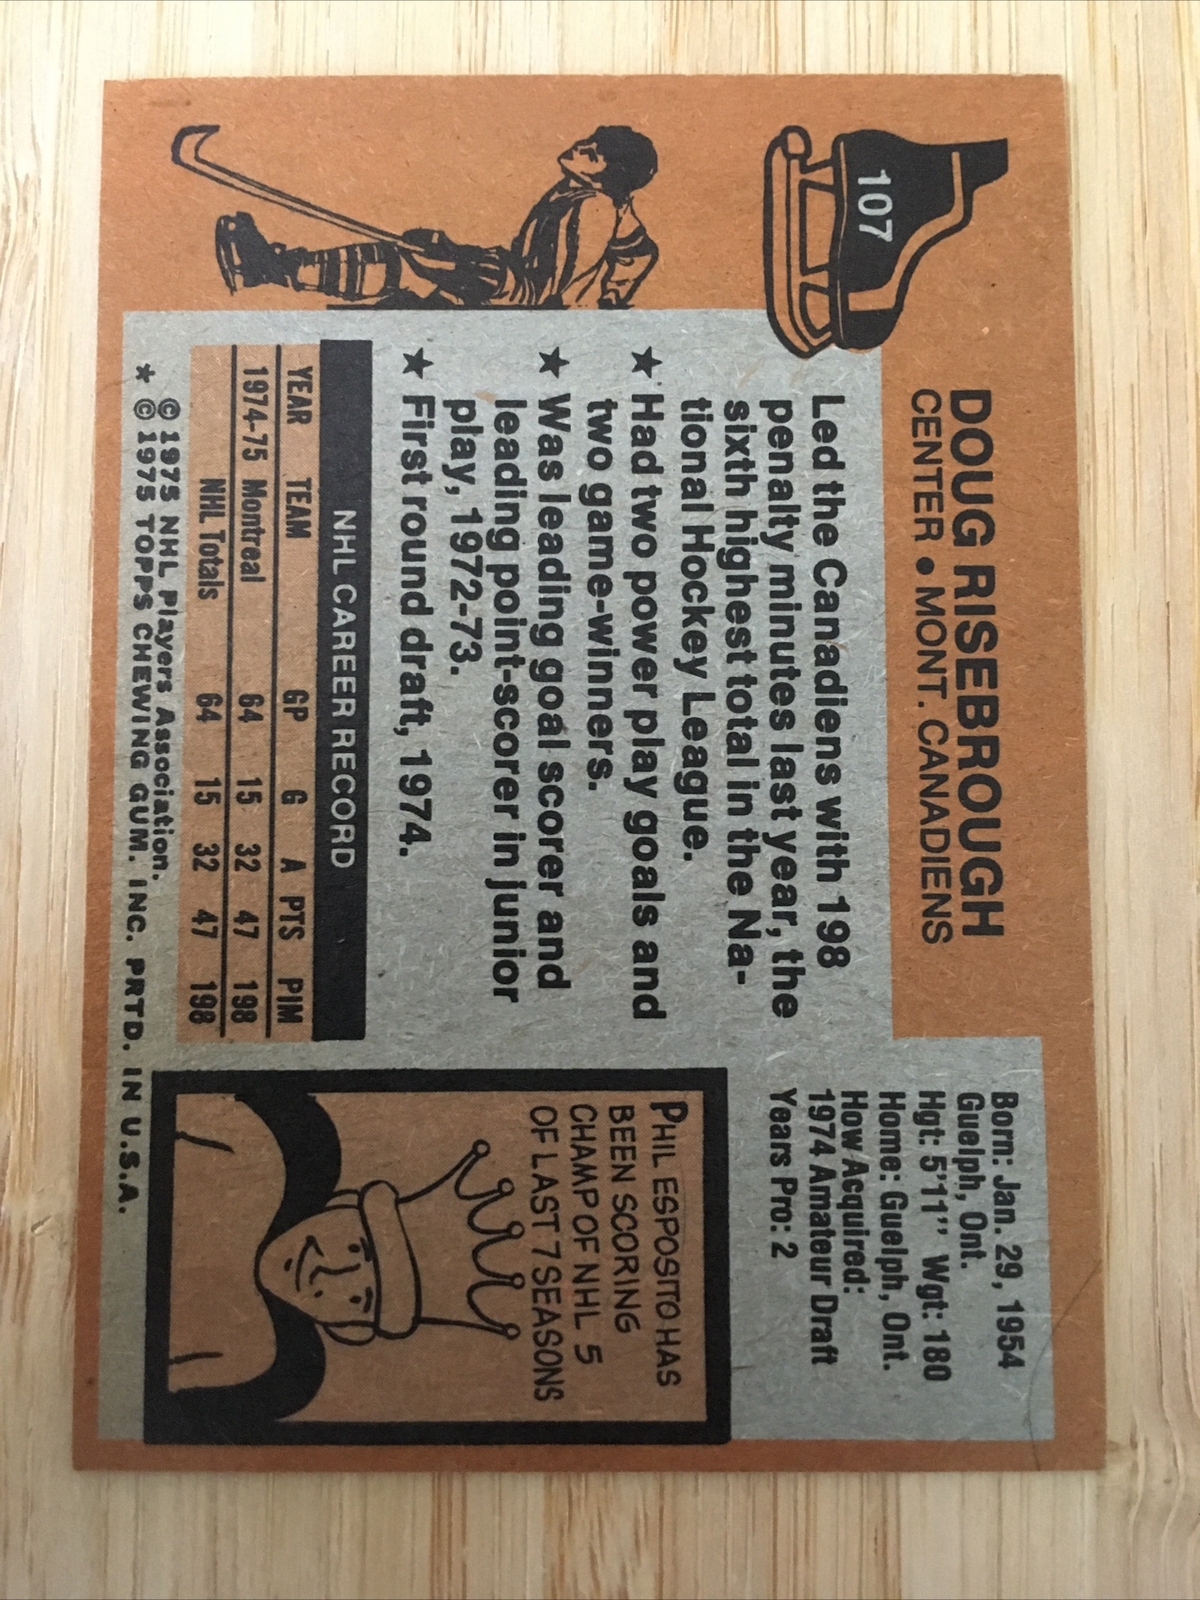 107
DOUG RISEBROUGH
CENTER ● MONT. CANADIENS
Led the Canadiens with 198
penalty minutes last year, the
sixth highest total in the Na-
tional Hockey League.
★ Had two power play goals and
two game-winners.
★ Was leading goal scorer and
leading point-scorer in junior
play, 1972-73.
★ First round draft, 1974.
Born: Jan. 29, 1954
Guelph, Ont.
Hgt: 5'11" Wgt: 180
Home: Guelph, Ont.
How Acquired:
1974 Amateur Draft
Years Pro: 2
PHIL ESPOSITO HAS
BEEN SCORING
CHAMP OF NHL 5
OF LAST 7 SEASONS
NHL CAREER RECORD
YEAR TEAM GP G A PTS PIM
1974-75 Montreal 64 15 32 47 198
NHL Totals 64 15 32 47 198
© 1975 NHL Players Association.
* © 1975 TOPPS CHEWING GUM. INC. PRTD. IN U.S.A.